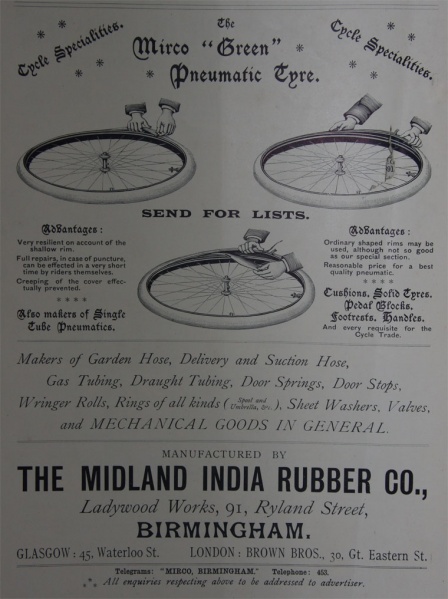 The
Cycle Specialities.
Cycle Specialities.
Mirco "Green"
Pneumatic Tyre.
SEND FOR LISTS.
Advantages :
Very resilient on account of the
shallow rim.
Full repairs, in case of puncture,
can be effected in a very short
time by riders themselves.
Creeping of the cover effec-
tually prevented.
Also makers of Single
Tube Pneumatics.
Advantages :
Ordinary shaped rims may be
used, although not so good
as our special section.
Reasonable price for a best
quality pneumatic.
Cushions, Solid Tyres,
Pedal Blocks,
Footrests, Handles.
And every requisite for the
Cycle Trade.
Makers of Garden Hose, Delivery and Suction Hose,
Gas Tubing, Draught Tubing, Door Springs, Door Stops,
Wringer Rolls, Rings of all kinds (Spool and Umbrella, &c.), Sheet Washers, Valves,
and MECHANICAL GOODS IN GENERAL.
MANUFACTURED BY
THE MIDLAND INDIA RUBBER CO.,
Ladywood Works, 91, Ryland Street,
BIRMINGHAM.
GLASGOW: 45, Waterloo St. LONDON: BROWN BROS., 30, Gt. Eastern St.
Telegrams: "MIRCO, BIRMINGHAM." Telephone: 453.
All enquiries respecting above to be addressed to advertiser.